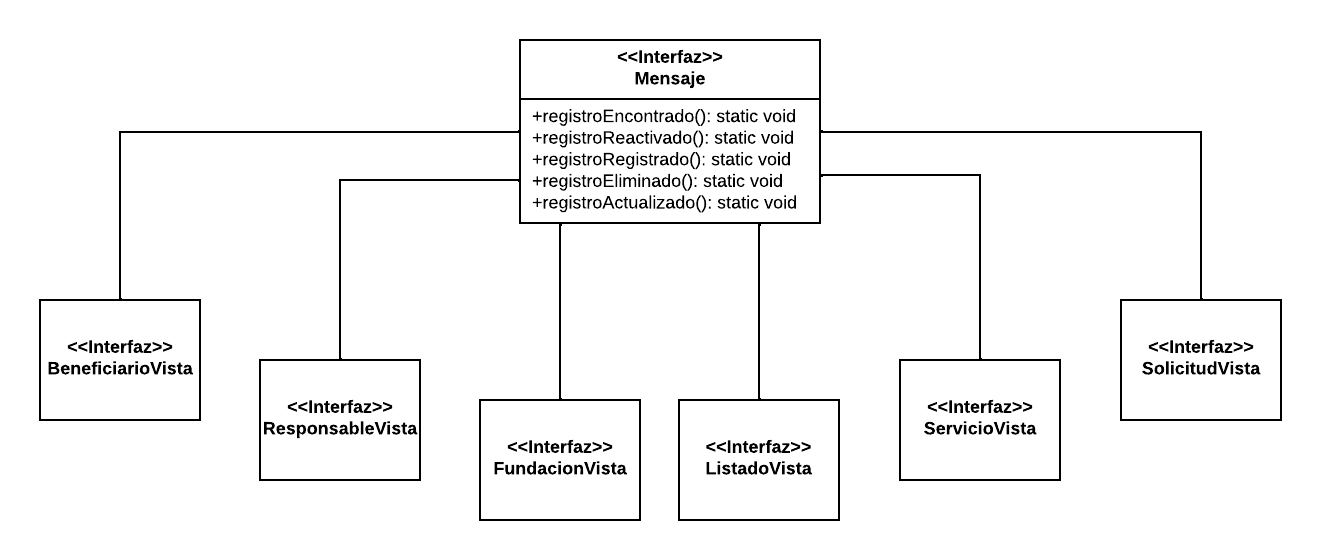 <<Interfaz>>
Mensaje
+registroEncontrado(): static void
+registroReactivado(): static void
+registroRegistrado(): static void
+registroEliminado(): static void
+registroActualizado(): static void
<<Interfaz>>
BeneficiarioVista
<<Interfaz>>
ResponsableVista
<<Interfaz>>
FundacionVista
<<Interfaz>>
ListadoVista
<<Interfaz>>
ServicioVista
<<Interfaz>>
SolicitudVista